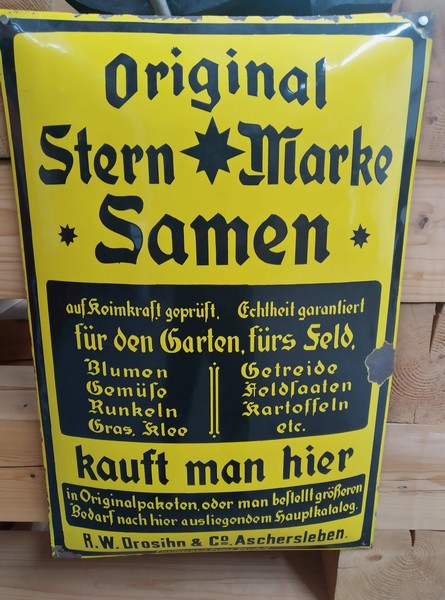 Original
Stern Marke
Samen
auf Keimkraft geprüft. Echtheit garantiert
für den Garten, fürs Feld,
Blumen Getreide
Gemüse Feldsaaten
Runkeln Kartoffeln
Gras, Klee etc.
kauft man hier
in Originalpaketen, oder man bestellt größeren
Bedarf nach hier ausliegendem Hauptkatalog.
R.W. Drosihn & Co. Aschersleben.